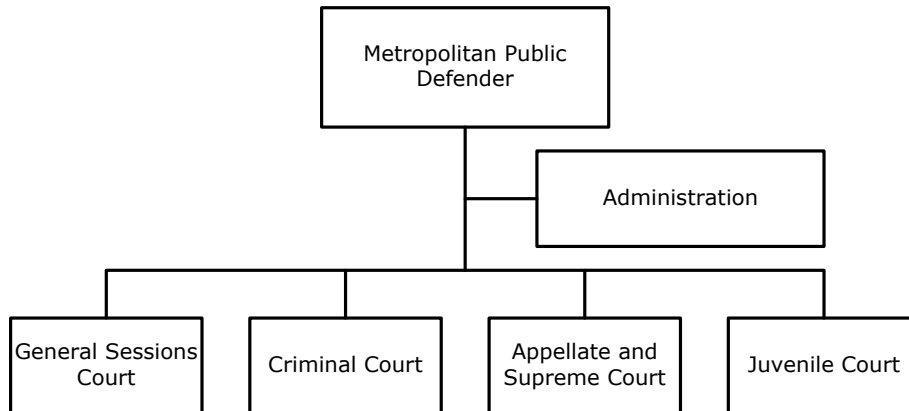 Metropolitan Public
Defender
Administration
General Sessions
Court
Criminal Court
Appellate and
Supreme Court
Juvenile Court